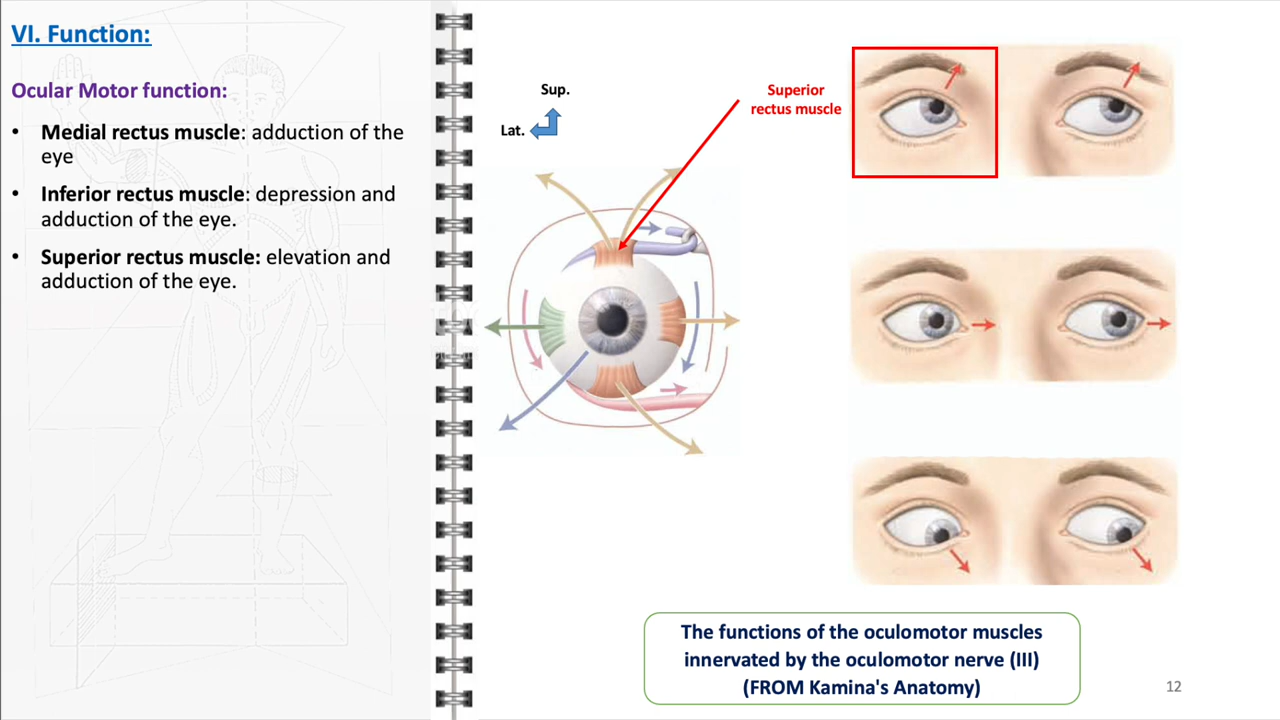 VI. Function:
Ocular Motor function:
• Medial rectus muscle: adduction of the
eye
• Inferior rectus muscle: depression and
adduction of the eye.
• Superior rectus muscle: elevation and
adduction of the eye.
Sup.
Lat.
Superior
rectus muscle
The functions of the oculomotor muscles
innervated by the oculomotor nerve (III)
(FROM Kamina's Anatomy)
12